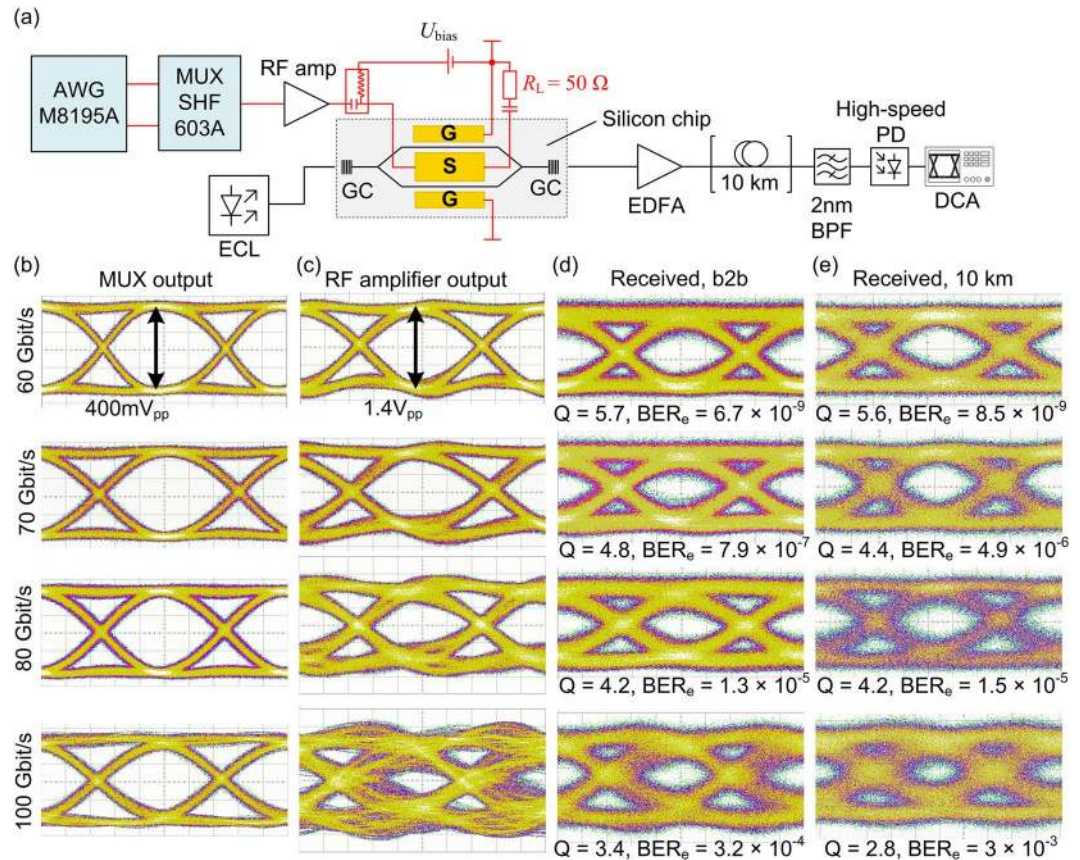 (a)
AWG
M8195A
MUX
SHF
603A
RF amp
U_bias
R_L = 50 Ω
G
S
G
GC
GC
Silicon chip
ECL
EDFA
10 km
2nm
BPF
High-speed
PD
DCA
(b) MUX output
(c) RF amplifier output
(d) Received, b2b
(e) Received, 10 km
60 Gbit/s
400mV_pp
1.4V_pp
Q = 5.7, BER_e = 6.7 × 10^-9
Q = 5.6, BER_e = 8.5 × 10^-9
70 Gbit/s
Q = 4.8, BER_e = 7.9 × 10^-7
Q = 4.4, BER_e = 4.9 × 10^-6
80 Gbit/s
Q = 4.2, BER_e = 1.3 × 10^-5
Q = 4.2, BER_e = 1.5 × 10^-5
100 Gbit/s
Q = 3.4, BER_e = 3.2 × 10^-4
Q = 2.8, BER_e = 3 × 10^-3